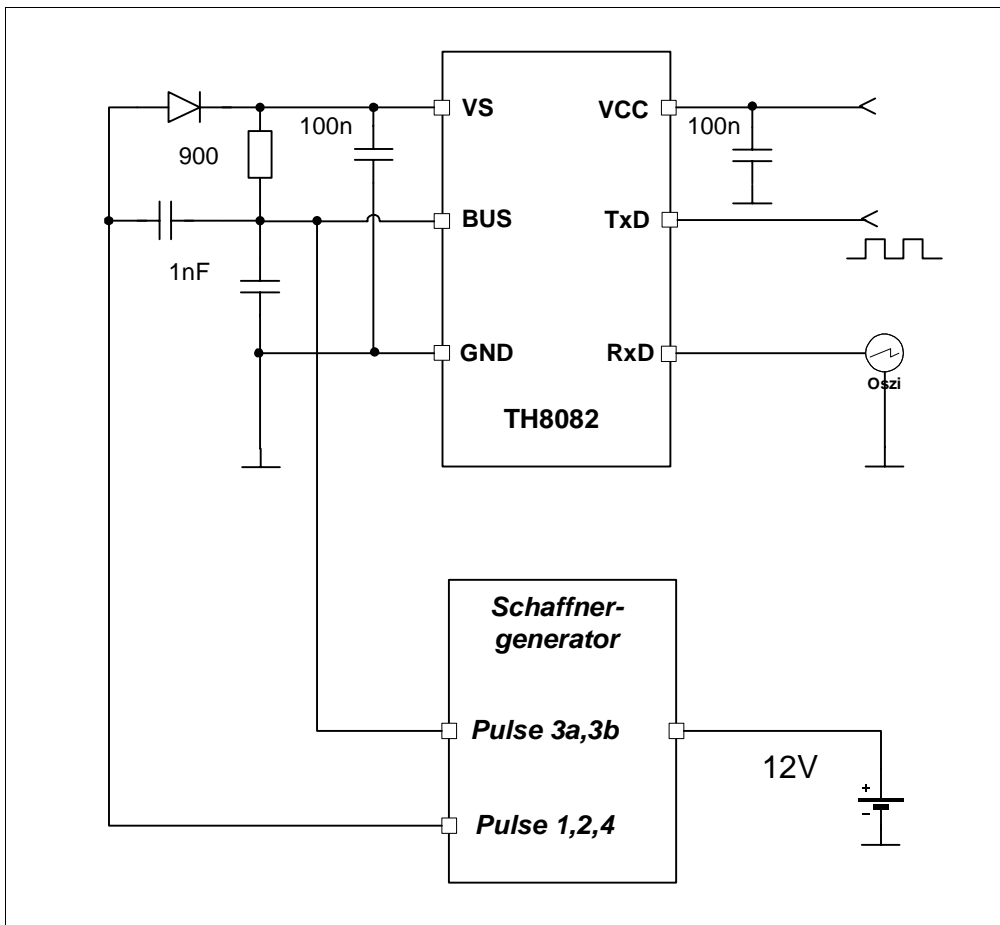 VS
VCC
100n
100n
900
BUS
TxD
1nF
GND
RxD
Oszi
TH8082
Schaffner-
generator
Pulse 3a,3b
12V
+
−
Pulse 1,2,4